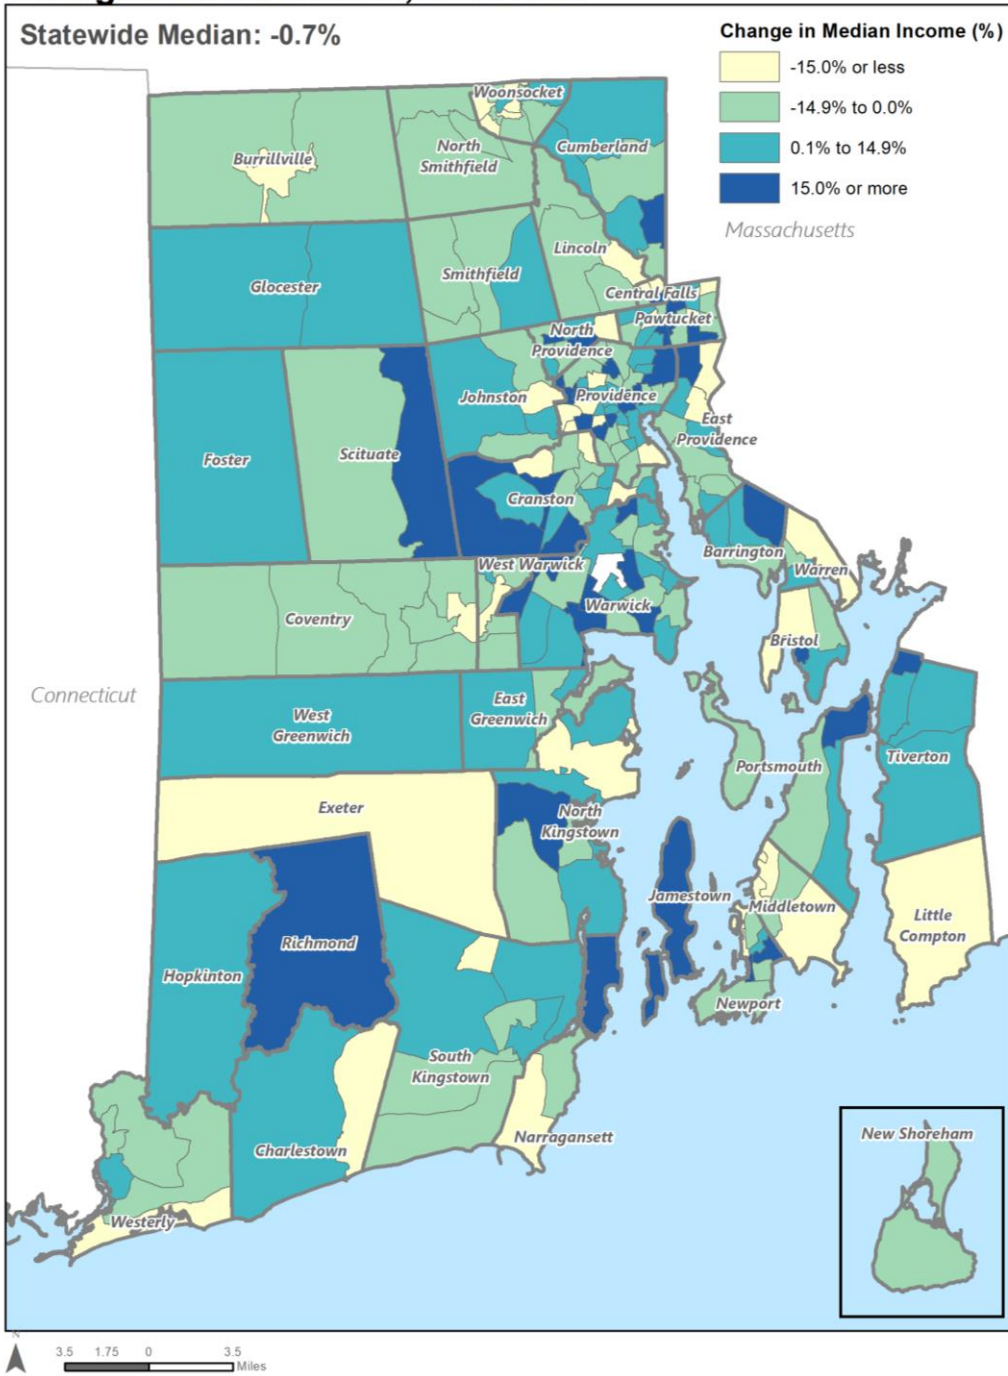 Statewide Median: -0.7%
Change in Median Income (%)
-15.0% or less
-14.9% to 0.0%
0.1% to 14.9%
15.0% or more
Massachusetts
Woonsocket
Burrillville
North
Smithfield
Cumberland
Glocester
Smithfield
Lincoln
Central Falls
Pawtucket
North
Providence
Johnston
Providence
East
Providence
Foster
Scituate
Cranston
Barrington
Warren
West Warwick
Coventry
Warwick
Bristol
Connecticut
West
Greenwich
East
Greenwich
Portsmouth
Tiverton
Exeter
North
Kingstown
Jamestown
Middletown
Little
Compton
Richmond
Hopkinton
Newport
South
Kingstown
Charlestown
Narragansett
New Shoreham
Westerly
N
3.5 1.75 0 3.5
Miles